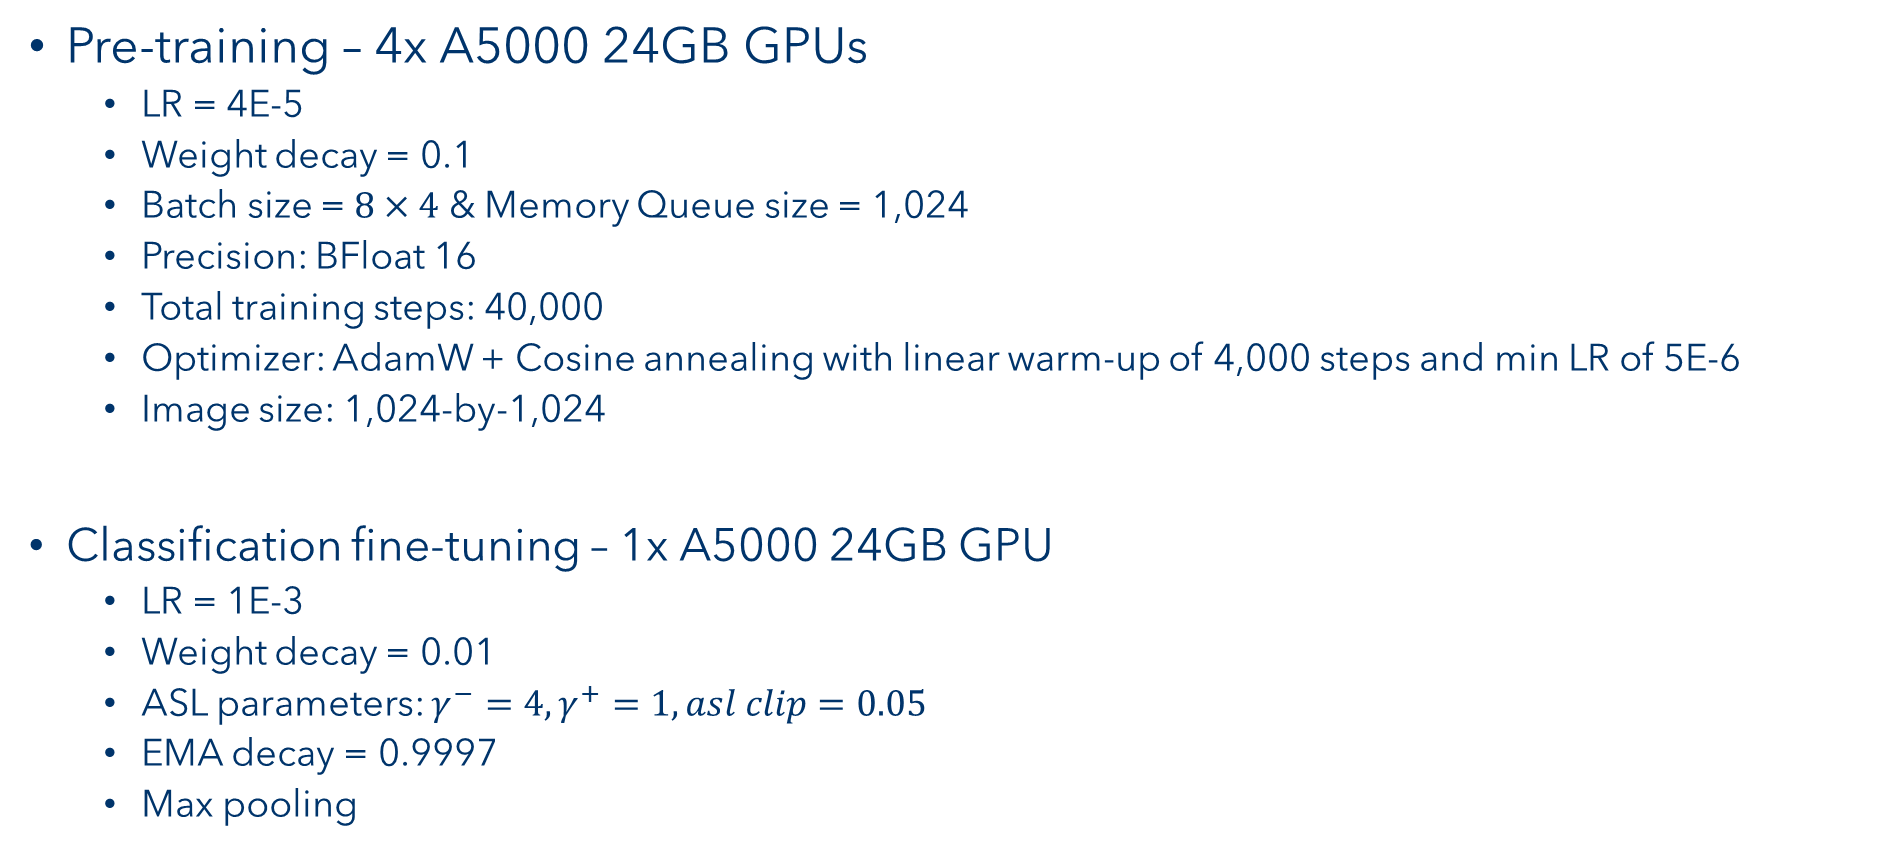 • Pre-training – 4x A5000 24GB GPUs
• LR = 4E-5
• Weight decay = 0.1
• Batch size = 8 × 4 & Memory Queue size = 1,024
• Precision: BFloat 16
• Total training steps: 40,000
• Optimizer: AdamW + Cosine annealing with linear warm-up of 4,000 steps and min LR of 5E-6
• Image size: 1,024-by-1,024
• Classification fine-tuning – 1x A5000 24GB GPU
• LR = 1E-3
• Weight decay = 0.01
• ASL parameters: γ⁻ = 4, γ⁺ = 1, asl clip = 0.05
• EMA decay = 0.9997
• Max pooling